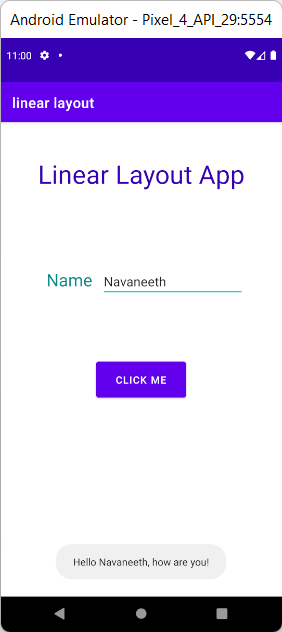 Android Emulator - Pixel_4_API_29:5554
11:00
linear layout
Linear Layout App
Name Navaneeth
CLICK ME
Hello Navaneeth, how are you!